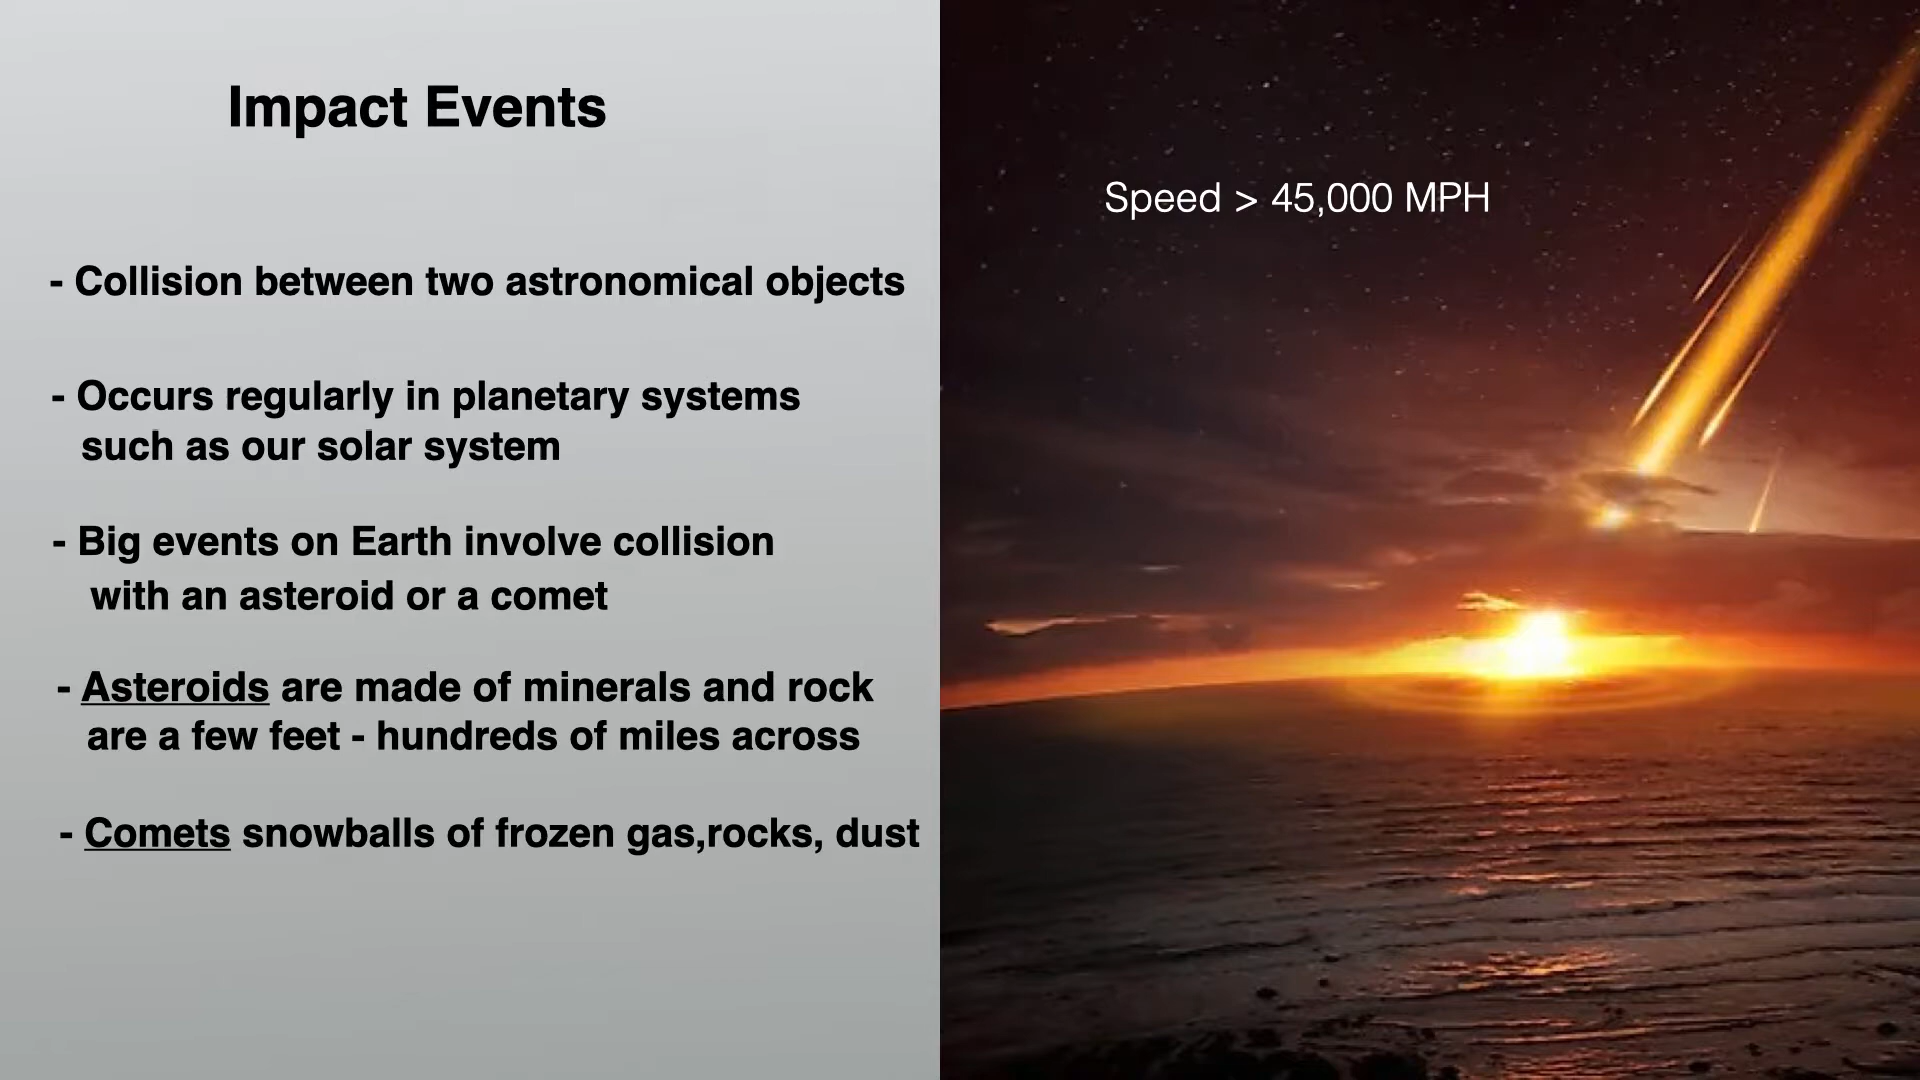 Impact Events
- Collision between two astronomical objects
- Occurs regularly in planetary systems
such as our solar system
- Big events on Earth involve collision
with an asteroid or a comet
- Asteroids are made of minerals and rock
are a few feet - hundreds of miles across
- Comets snowballs of frozen gas,rocks, dust
Speed > 45,000 MPH